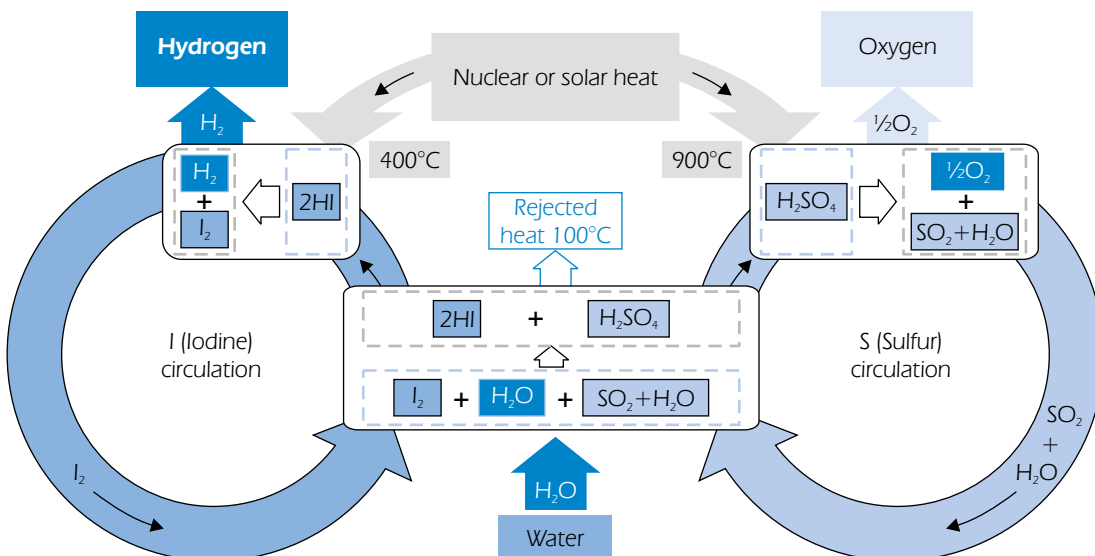 Hydrogen
Nuclear or solar heat
Oxygen
H₂
½O₂
400°C
900°C
H₂
+
I₂
2HI
H₂SO₄
½O₂
+
SO₂+H₂O
Rejected
heat 100°C
2HI + H₂SO₄
I₂ + H₂O + SO₂+H₂O
I (Iodine)
circulation
S (Sulfur)
circulation
I₂
SO₂
+
H₂O
H₂O
Water